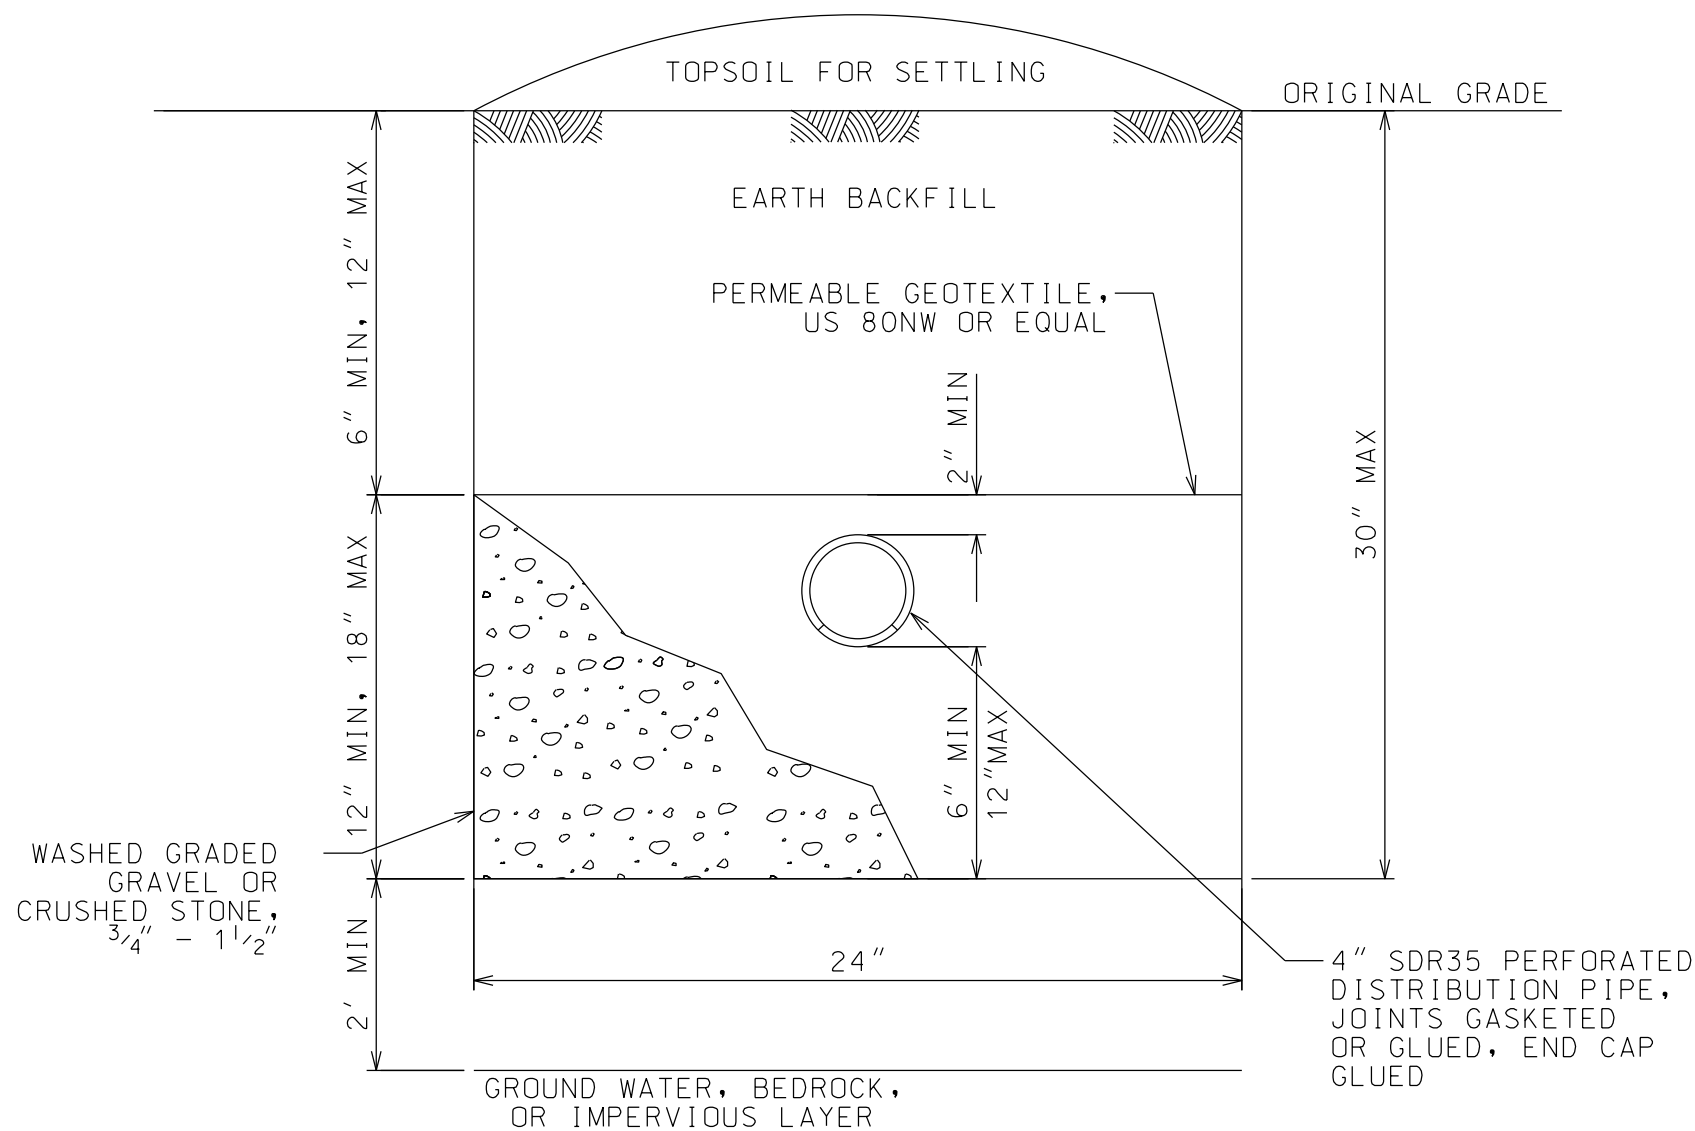 TOPSOIL FOR SETTLING
ORIGINAL GRADE
6" MIN, 12" MAX
EARTH BACKFILL
PERMEABLE GEOTEXTILE,
US 80NW OR EQUAL
2" MIN
30" MAX
12" MIN, 18" MAX
6" MIN
12"MAX
WASHED GRADED
GRAVEL OR
CRUSHED STONE,
3/4" - 1 1/2"
2' MIN
24"
4" SDR35 PERFORATED
DISTRIBUTION PIPE,
JOINTS GASKETED
OR GLUED, END CAP
GLUED
GROUND WATER, BEDROCK,
OR IMPERVIOUS LAYER